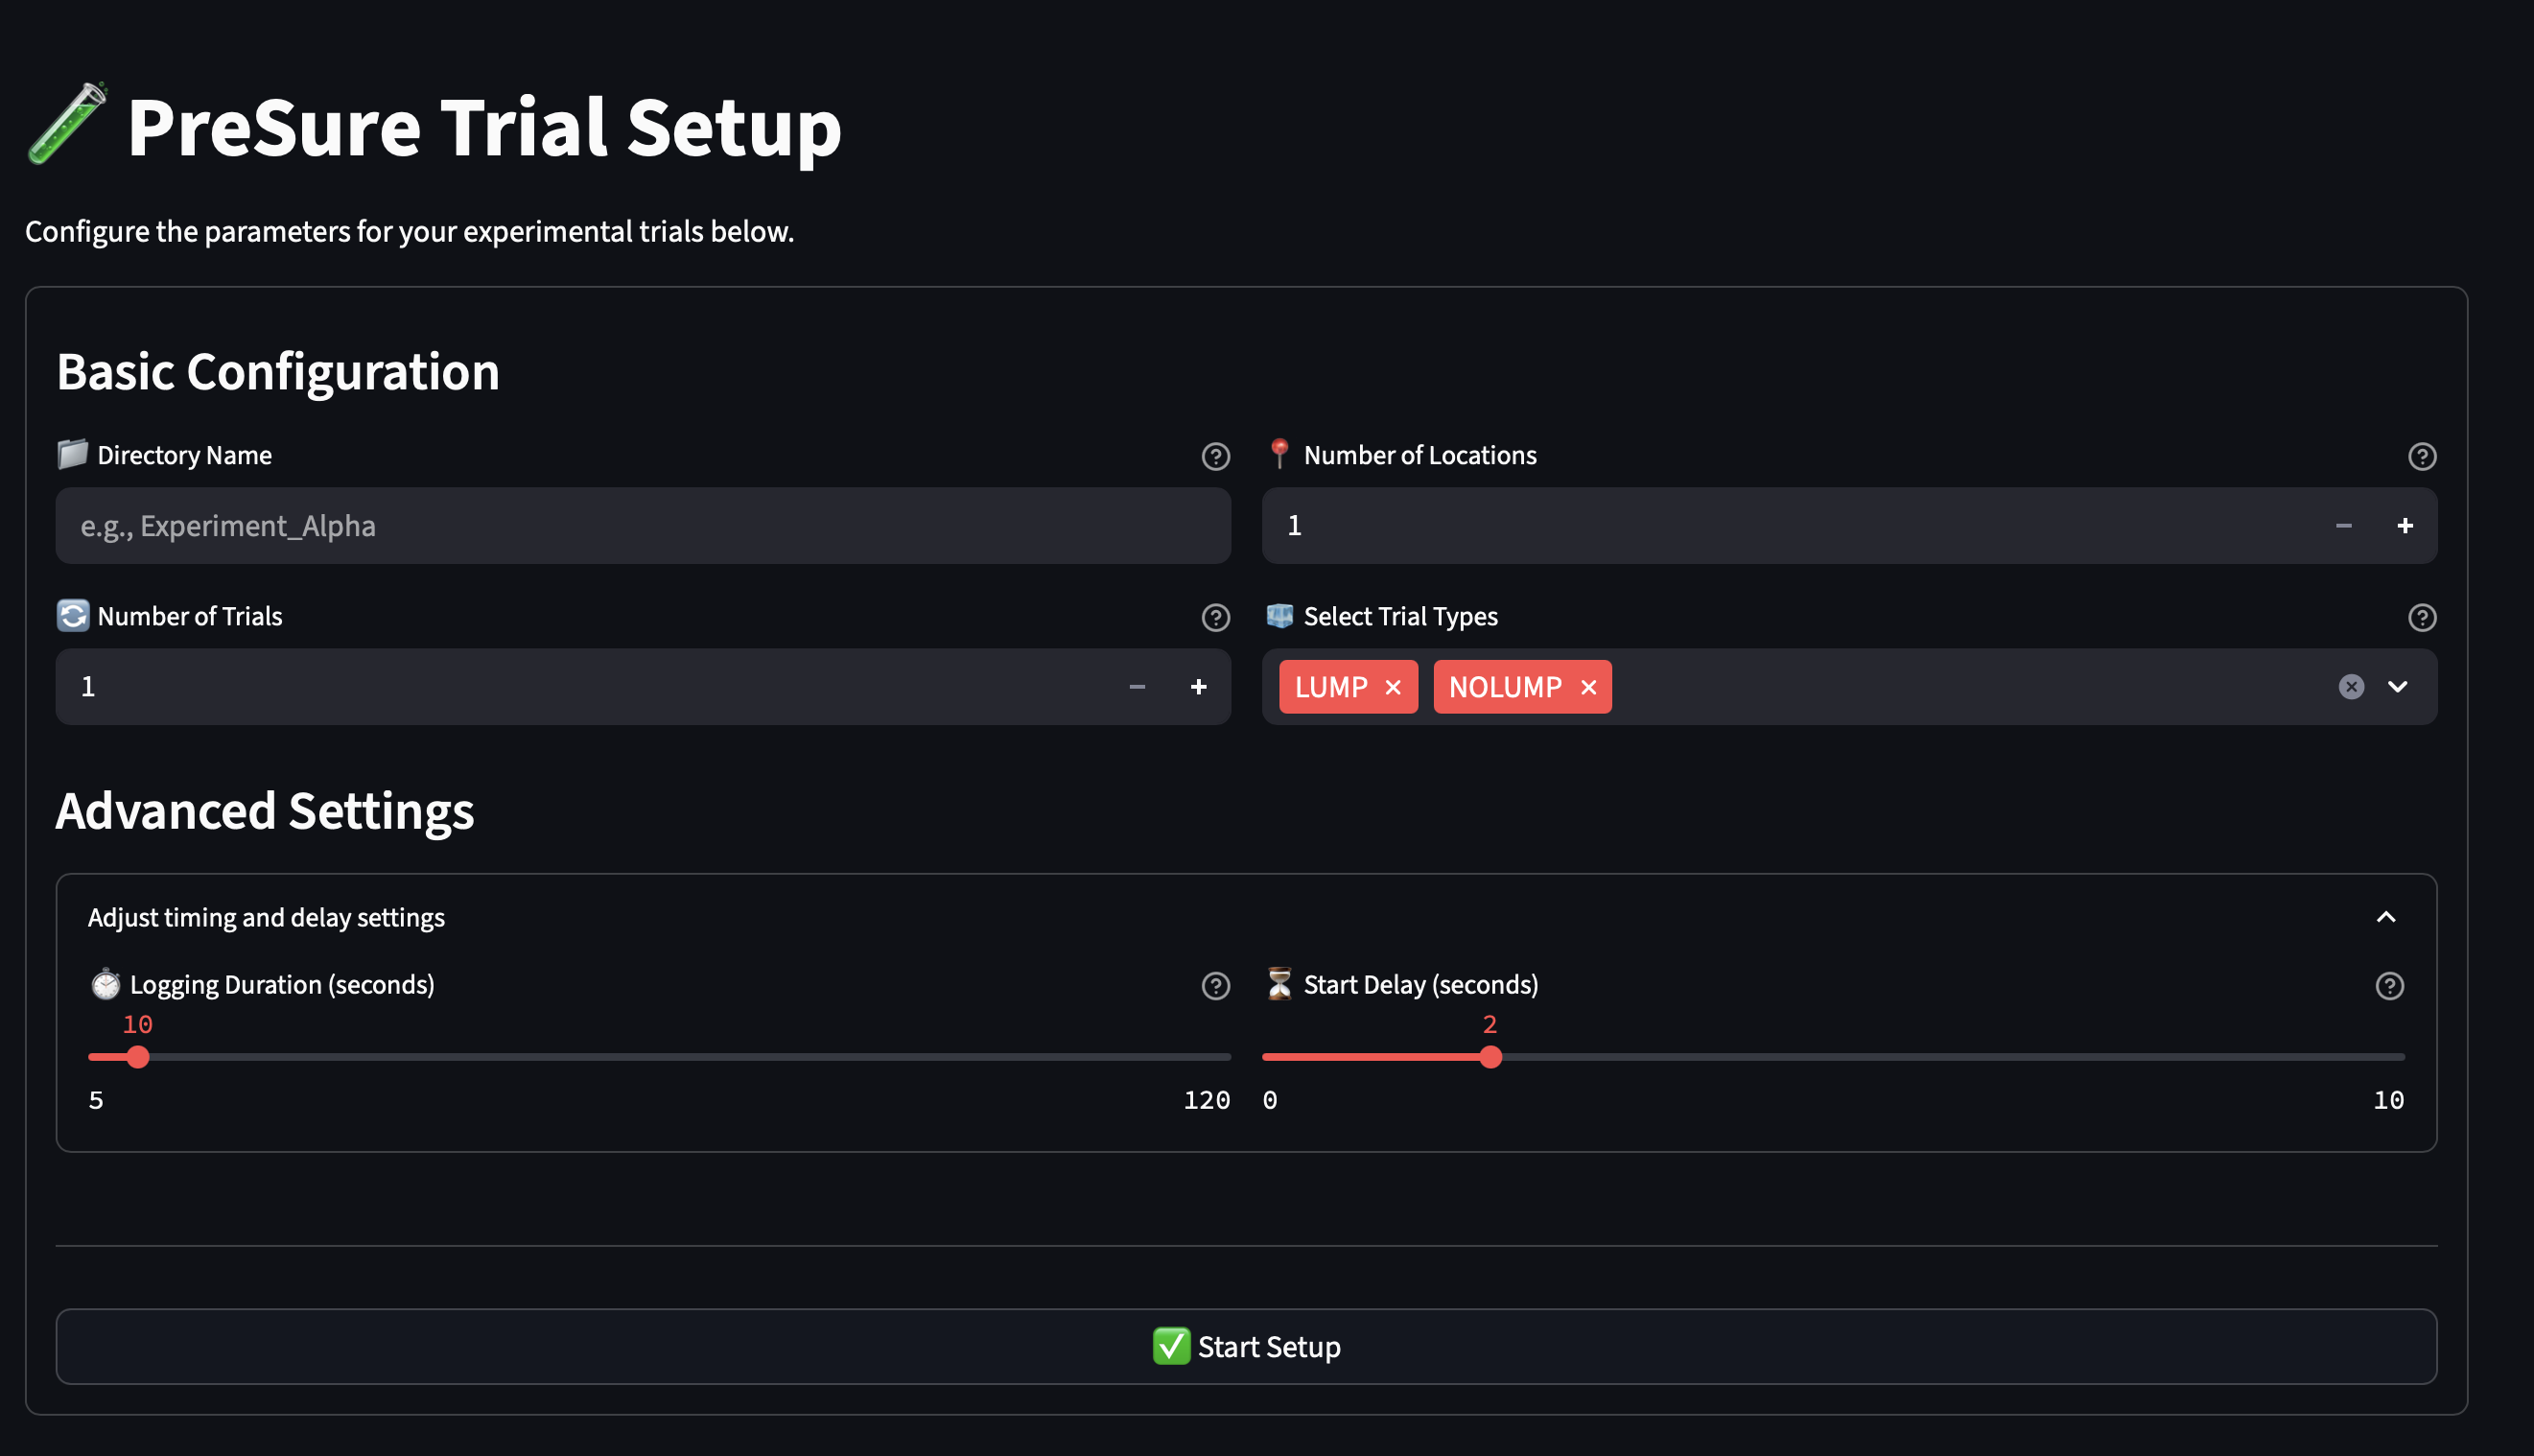 PreSure Trial Setup
Configure the parameters for your experimental trials below.
Basic Configuration
Directory Name
Number of Locations
e.g., Experiment_Alpha
1
Number of Trials
Select Trial Types
1
LUMP
NOLUMP
Advanced Settings
Adjust timing and delay settings
Logging Duration (seconds)
Start Delay (seconds)
10
2
5
120
0
10
Start Setup